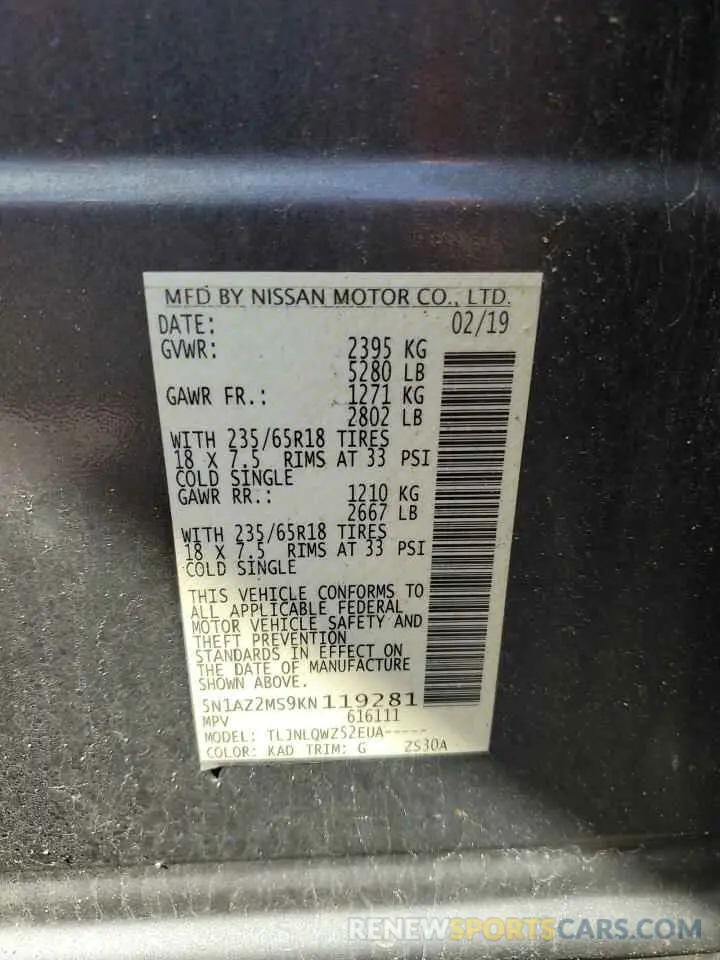 MFD BY NISSAN MOTOR CO., LTD.
DATE: 02/19
GVWR: 2395 KG
5280 LB
GAWR FR.: 1271 KG
2802 LB
WITH 235/65R18 TIRES
18 X 7.5 RIMS AT 33 PSI
COLD SINGLE
GAWR RR.: 1210 KG
2667 LB
WITH 235/65R18 TIRES
18 X 7.5 RIMS AT 33 PSI
COLD SINGLE
THIS VEHICLE CONFORMS TO
ALL APPLICABLE FEDERAL
MOTOR VEHICLE SAFETY AND
THEFT PREVENTION
STANDARDS IN EFFECT ON
THE DATE OF MANUFACTURE
SHOWN ABOVE.
5N1AZ2MS9KN119281
MPV 616111
MODEL: TLJNLQWZ52EUA-----
COLOR: KAD TRIM: G ZS30A
RENEWSPORTSCARS.COM